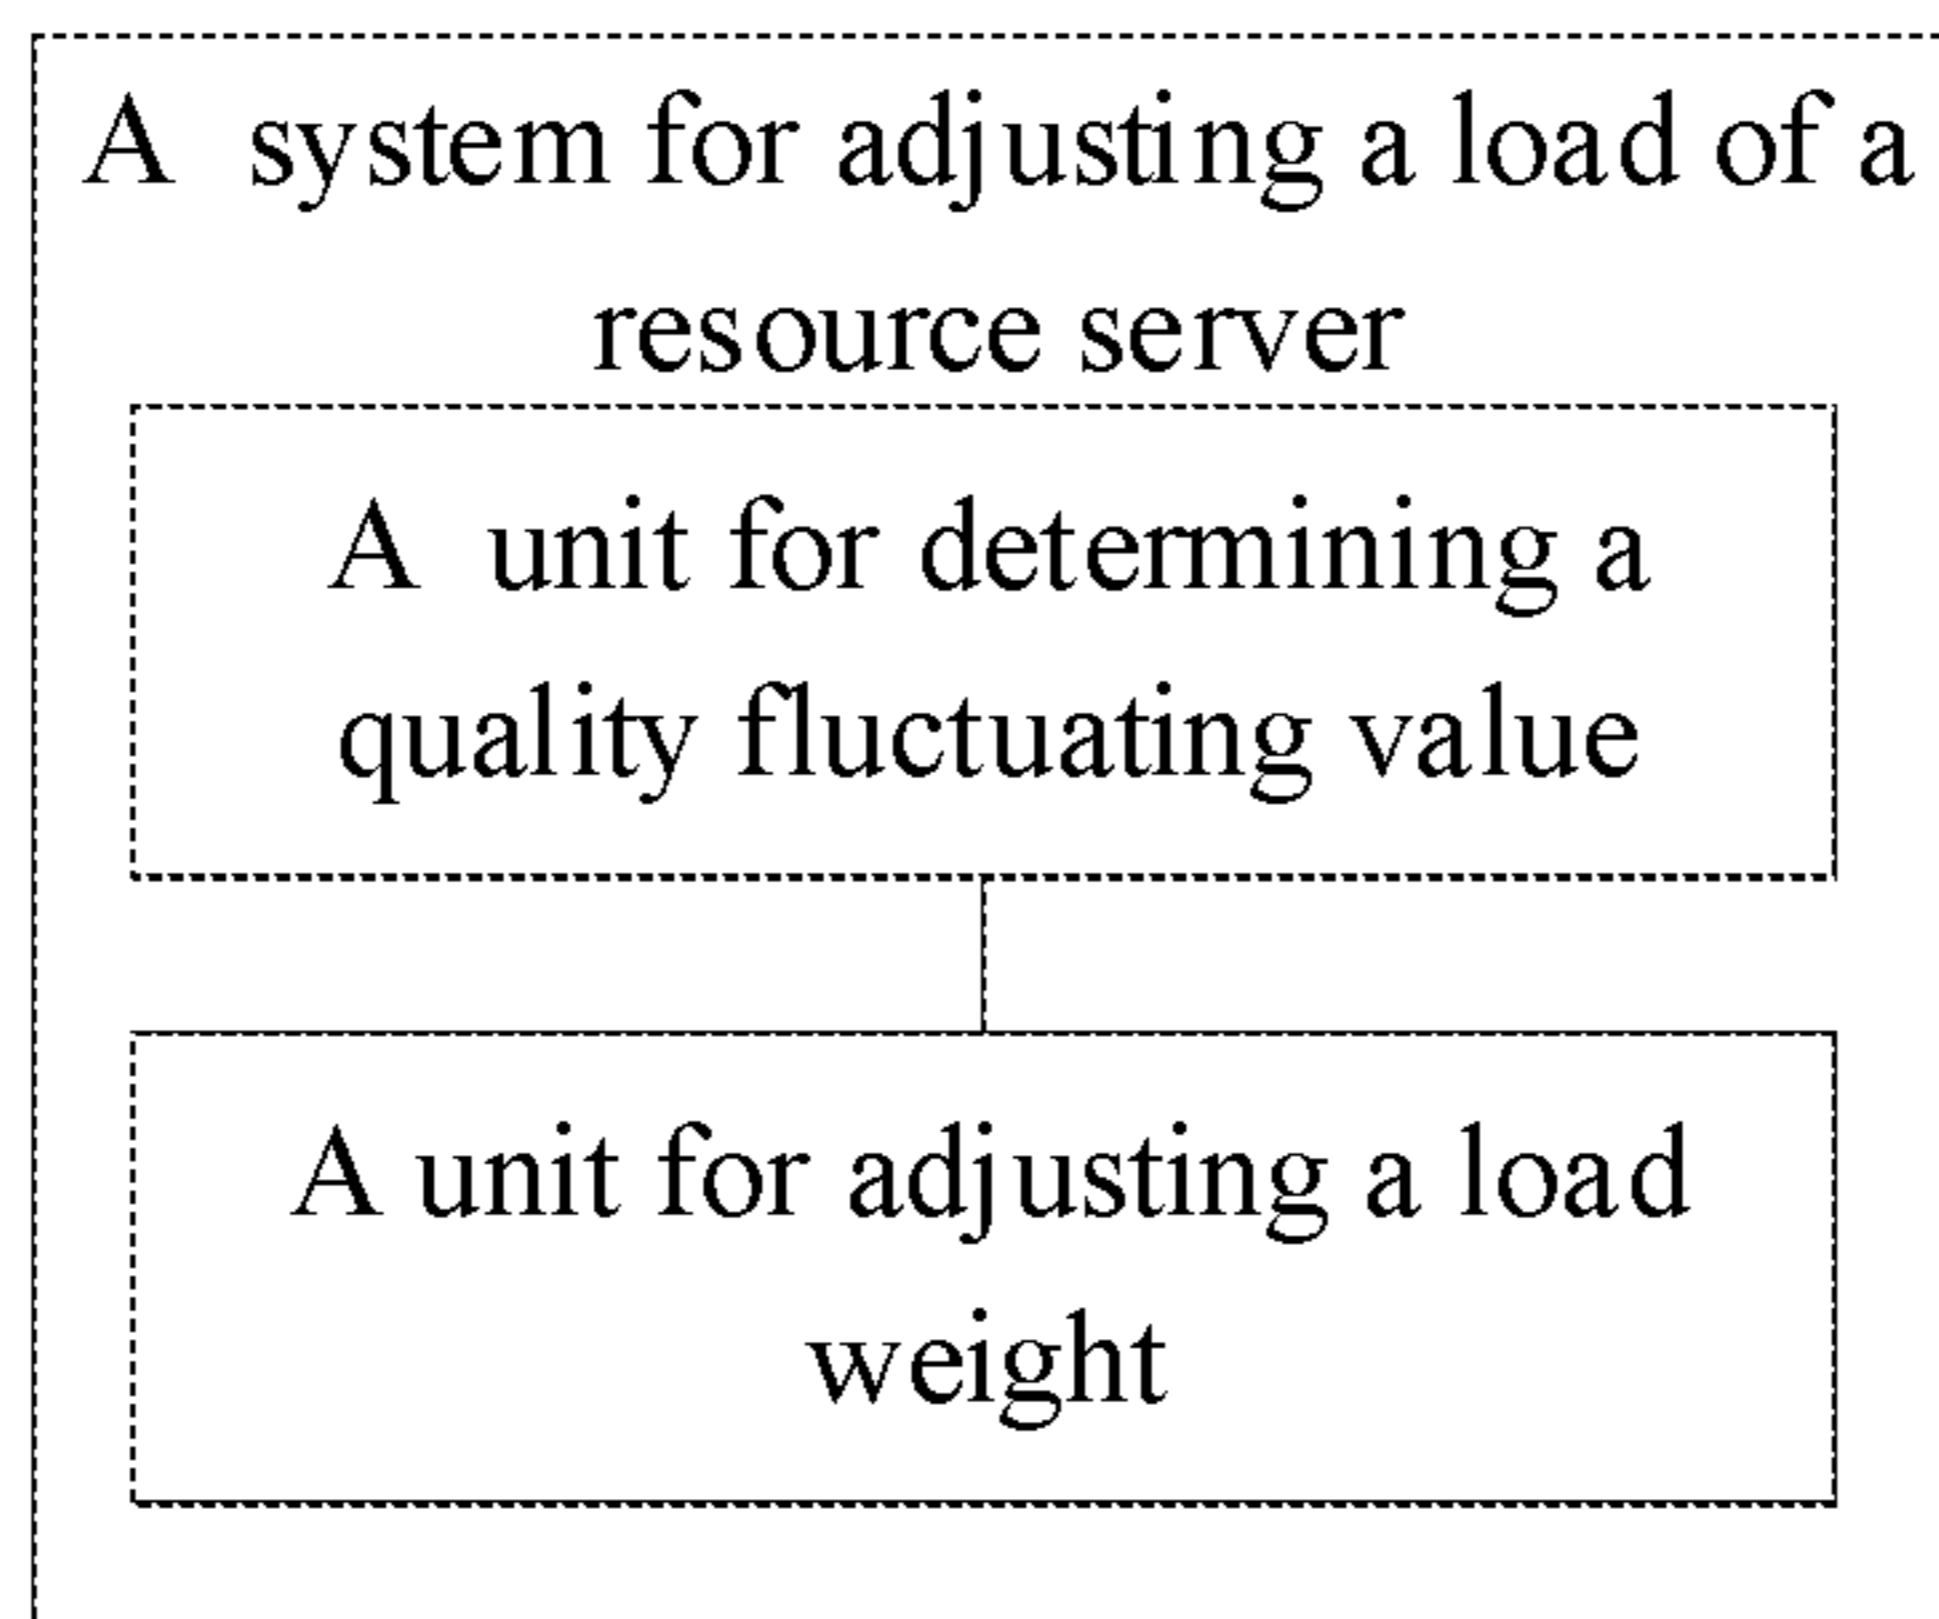 A system for adjusting a load of a
resource server
A unit for determining a
quality fluctuating value
A unit for adjusting a load
weight